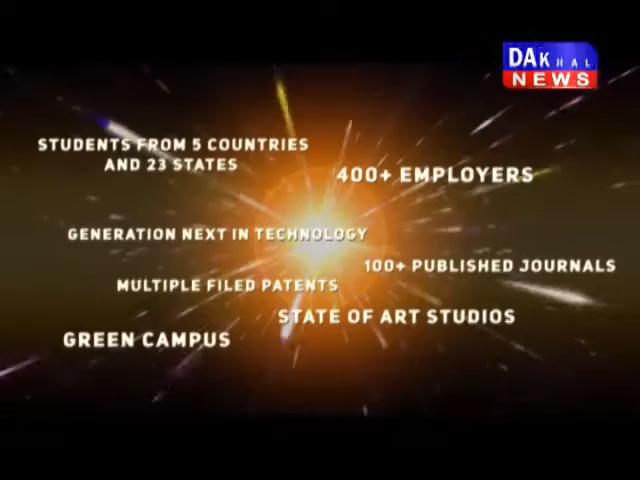 DAKHAL
NEWS
STUDENTS FROM 5 COUNTRIES
AND 23 STATES
400+ EMPLOYERS
GENERATION NEXT IN TECHNOLOGY
100+ PUBLISHED JOURNALS
MULTIPLE FILED PATENTS
STATE OF ART STUDIOS
GREEN CAMPUS